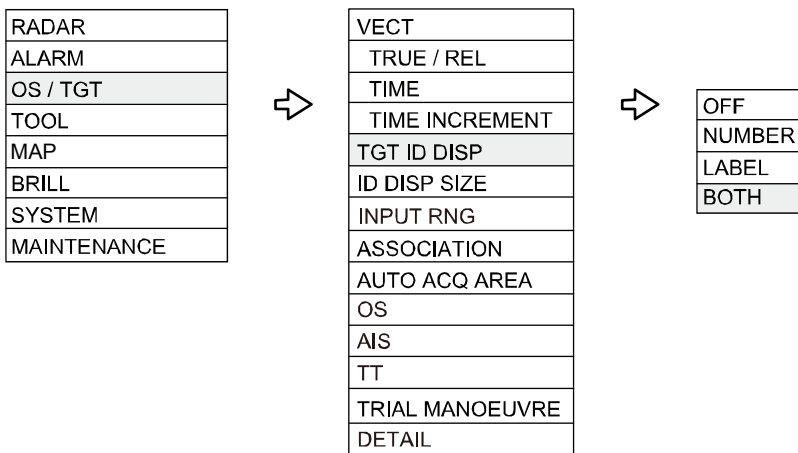 RADAR
ALARM
OS / TGT
TOOL
MAP
BRILL
SYSTEM
MAINTENANCE
VECT
TRUE / REL
TIME
TIME INCREMENT
TGT ID DISP
ID DISP SIZE
INPUT RNG
ASSOCIATION
AUTO ACQ AREA
OS
AIS
TT
TRIAL MANOEUVRE
DETAIL
OFF
NUMBER
LABEL
BOTH